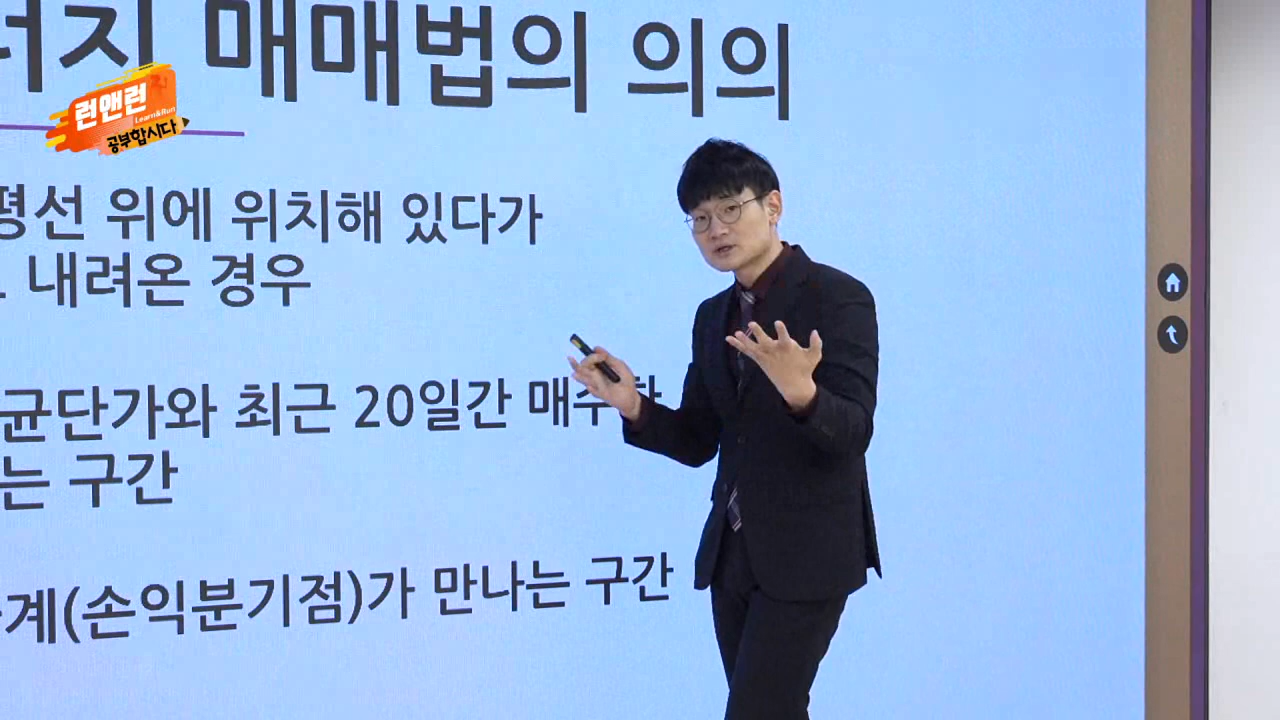 너지 매매법의 의의
런앤런
Learn&Run
공부합시다
평선 위에 위치해 있다가
내려온 경우
균단가와 최근 20일간 매수한
는 구간
계(손익분기점)가 만나는 구간